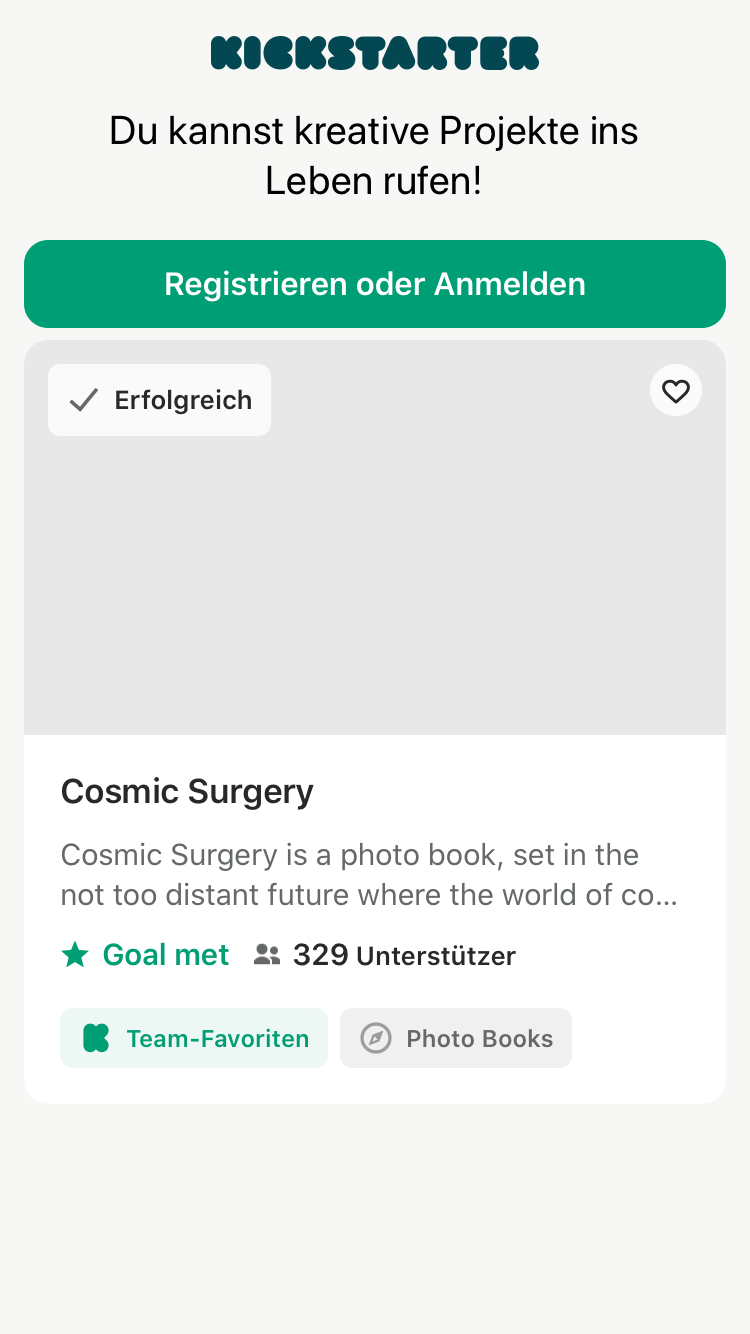 KICKSTARTER
Du kannst kreative Projekte ins
Leben rufen!
Registrieren oder Anmelden
Erfolgreich
Cosmic Surgery
Cosmic Surgery is a photo book, set in the
not too distant future where the world of co...
Goal met 329 Unterstützer
Team-Favoriten Photo Books